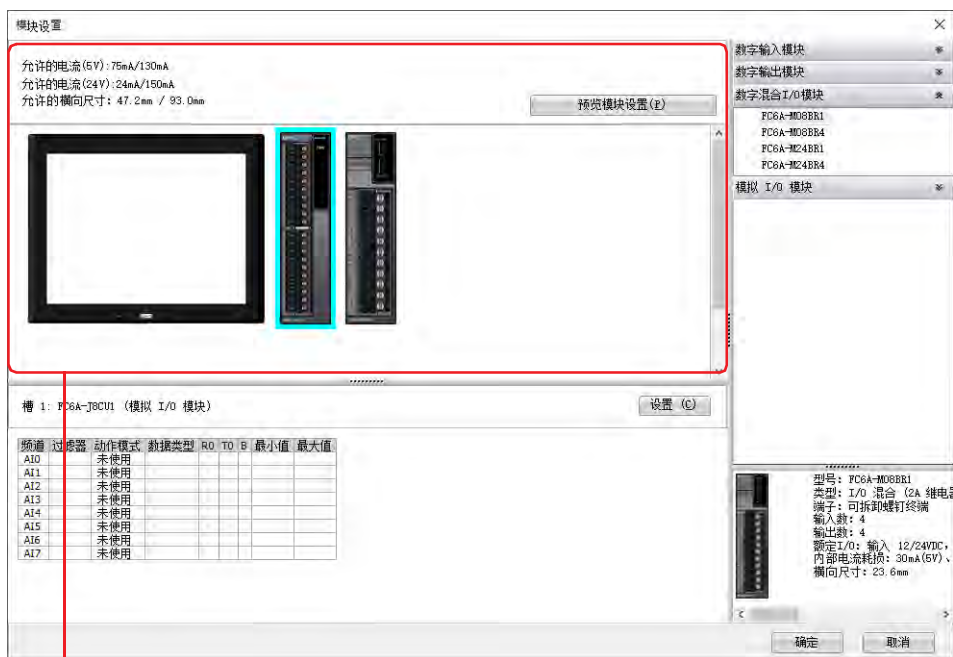 模块设置
允许的电流(5V):75mA/130mA
允许的电流(24V):24mA/150mA
允许的横向尺寸: 47.2mm / 93.0mm
预览模块设置(P)
数字输入模块
数字输出模块
数字混合I/O模块
FC6A-M08BR1
FC6A-M08BR4
FC6A-M24BR1
FC6A-M24BR4
模拟 I/O 模块
槽 1: FC6A-J8CU1 (模拟 I/O 模块)
设置 (C)
频道 过滤器 动作模式 数据类型 R0 T0 B 最小值 最大值
AI0 未使用
AI1 未使用
AI2 未使用
AI3 未使用
AI4 未使用
AI5 未使用
AI6 未使用
AI7 未使用
型号: FC6A-M08BR1
类型: I/O 混合 (2A 继电器
端子: 可拆卸螺钉终端
输入数: 4
输出数: 4
额定I/O: 输入 12/24VDC,
内部电流耗损: 30mA(5V)、
横向尺寸: 23.6mm
确定 取消